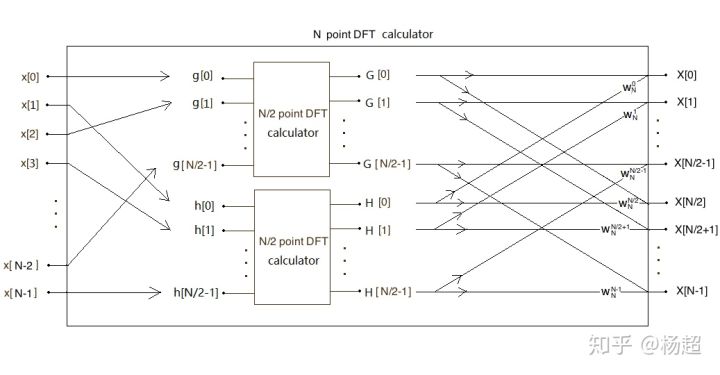 N point DFT calculator
x[0]
x[1]
x[2]
x[3]
x[N-2]
x[N-1]
g[0]
g[1]
g[N/2-1]
h[0]
h[1]
h[N/2-1]
N/2 point DFT
calculator
N/2 point DFT
calculator
G [0]
G [1]
G [N/2-1]
H [0]
H [1]
H [N/2-1]
W_N^0
W_N^1
W_N^{N/2-1}
W_N^{N/2}
W_N^{N/2+1}
W_N^{N-1}
X[0]
X[1]
X[N/2-1]
X[N/2]
X[N/2+1]
X[N-1]
知乎 @杨超